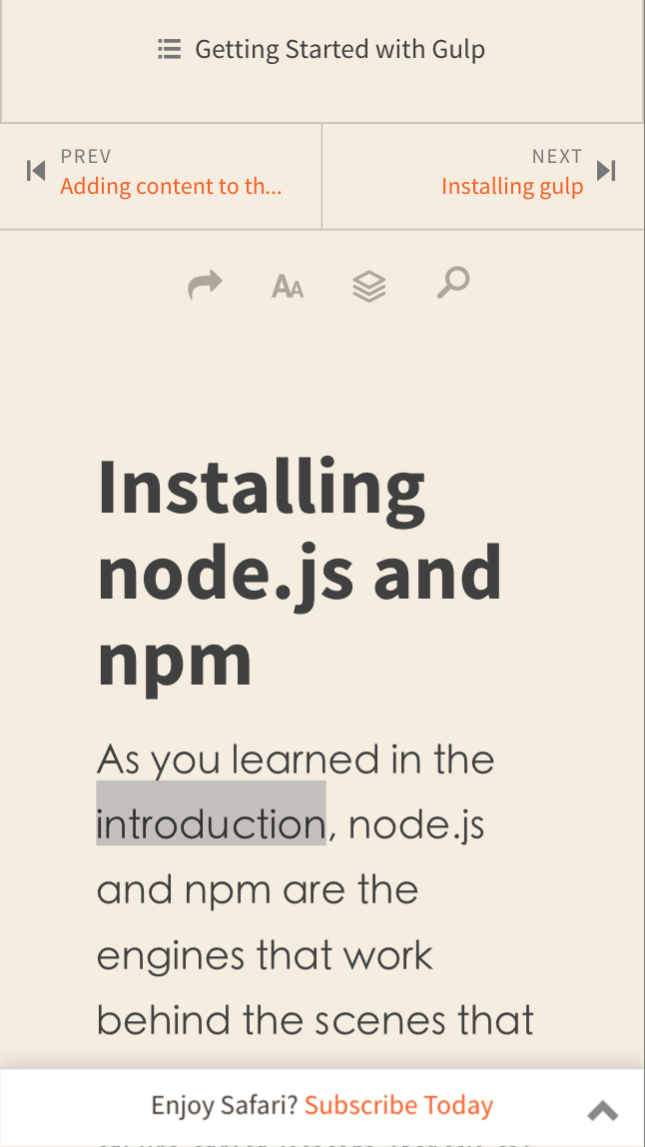 Getting Started with Gulp
PREV
Adding content to th...
NEXT
Installing gulp
AA
Installing
node.js and
npm
As you learned in the
introduction, node.js
and npm are the
engines that work
behind the scenes that
Enjoy Safari? Subscribe Today